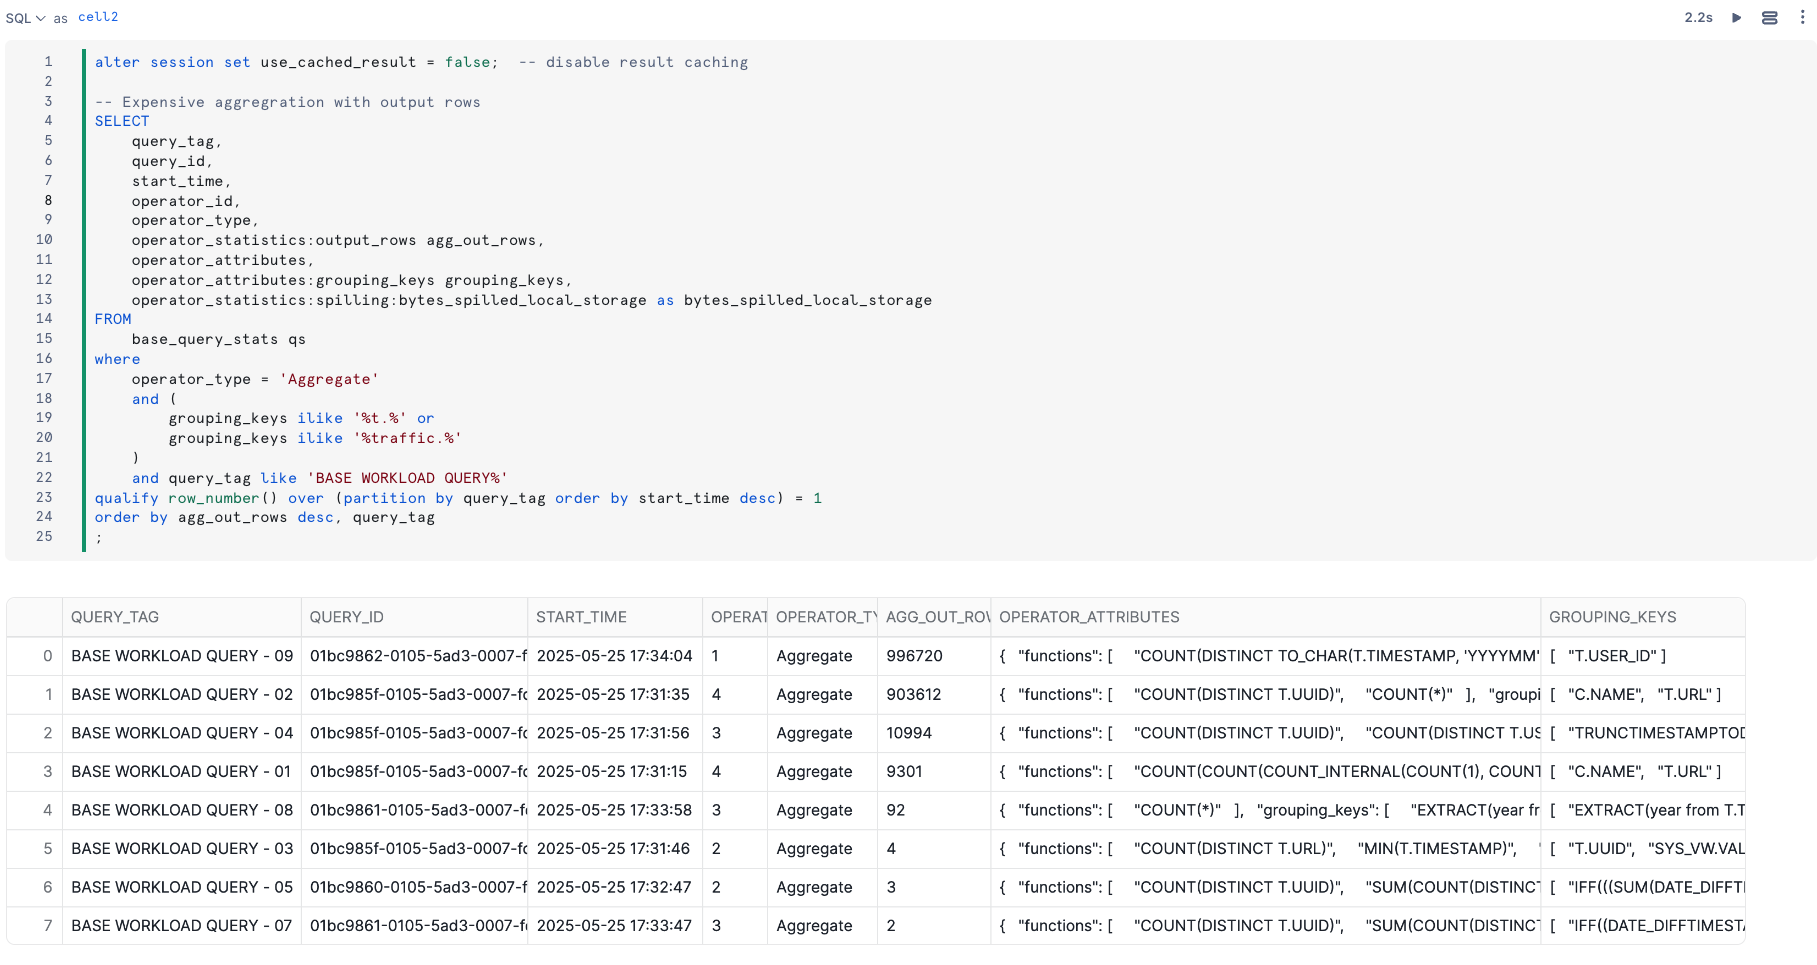 SQL as cell2 2.2s
1 alter session set use_cached_result = false;  -- disable result caching
2
3 -- Expensive aggregration with output rows
4 SELECT
5     query_tag,
6     query_id,
7     start_time,
8     operator_id,
9     operator_type,
10     operator_statistics:output_rows agg_out_rows,
11     operator_attributes,
12     operator_attributes:grouping_keys grouping_keys,
13     operator_statistics:spilling:bytes_spilled_local_storage as bytes_spilled_local_storage
14 FROM
15     base_query_stats qs
16 where
17     operator_type = 'Aggregate'
18     and (
19         grouping_keys ilike '%t.%' or
20         grouping_keys ilike '%traffic.%'
21     )
22     and query_tag like 'BASE WORKLOAD QUERY%'
23 qualify row_number() over (partition by query_tag order by start_time desc) = 1
24 order by agg_out_rows desc, query_tag
25 ;
QUERY_TAG QUERY_ID START_TIME OPERAT OPERATOR_TY AGG_OUT_ROW OPERATOR_ATTRIBUTES GROUPING_KEYS
0 BASE WORKLOAD QUERY - 09 01bc9862-0105-5ad3-0007-f 2025-05-25 17:34:04 1 Aggregate 996720 { "functions": [ "COUNT(DISTINCT TO_CHAR(T.TIMESTAMP, 'YYYYMM' [ "T.USER_ID" ]
1 BASE WORKLOAD QUERY - 02 01bc985f-0105-5ad3-0007-fc 2025-05-25 17:31:35 4 Aggregate 903612 { "functions": [ "COUNT(DISTINCT T.UUID)", "COUNT(*)" ], "groupi [ "C.NAME", "T.URL" ]
2 BASE WORKLOAD QUERY - 04 01bc985f-0105-5ad3-0007-fc 2025-05-25 17:31:56 3 Aggregate 10994 { "functions": [ "COUNT(DISTINCT T.UUID)", "COUNT(DISTINCT T.US [ "TRUNCTIMESTAMPTOD
3 BASE WORKLOAD QUERY - 01 01bc985f-0105-5ad3-0007-fc 2025-05-25 17:31:15 4 Aggregate 9301 { "functions": [ "COUNT(COUNT(COUNT_INTERNAL(COUNT(1), COUNT [ "C.NAME", "T.URL" ]
4 BASE WORKLOAD QUERY - 08 01bc9861-0105-5ad3-0007-f 2025-05-25 17:33:58 3 Aggregate 92 { "functions": [ "COUNT(*)" ], "grouping_keys": [ "EXTRACT(year fr [ "EXTRACT(year from T.T
5 BASE WORKLOAD QUERY - 03 01bc985f-0105-5ad3-0007-fc 2025-05-25 17:31:46 2 Aggregate 4 { "functions": [ "COUNT(DISTINCT T.URL)", "MIN(T.TIMESTAMP)", [ "T.UUID", "SYS_VW.VAL
6 BASE WORKLOAD QUERY - 05 01bc9860-0105-5ad3-0007-f 2025-05-25 17:32:47 2 Aggregate 3 { "functions": [ "COUNT(DISTINCT T.UUID)", "SUM(COUNT(DISTINCT [ "IFF(((SUM(DATE_DIFFTI
7 BASE WORKLOAD QUERY - 07 01bc9861-0105-5ad3-0007-f 2025-05-25 17:33:47 3 Aggregate 2 { "functions": [ "COUNT(DISTINCT T.UUID)", "SUM(COUNT(DISTINCT [ "IFF((DATE_DIFFTIMESTA